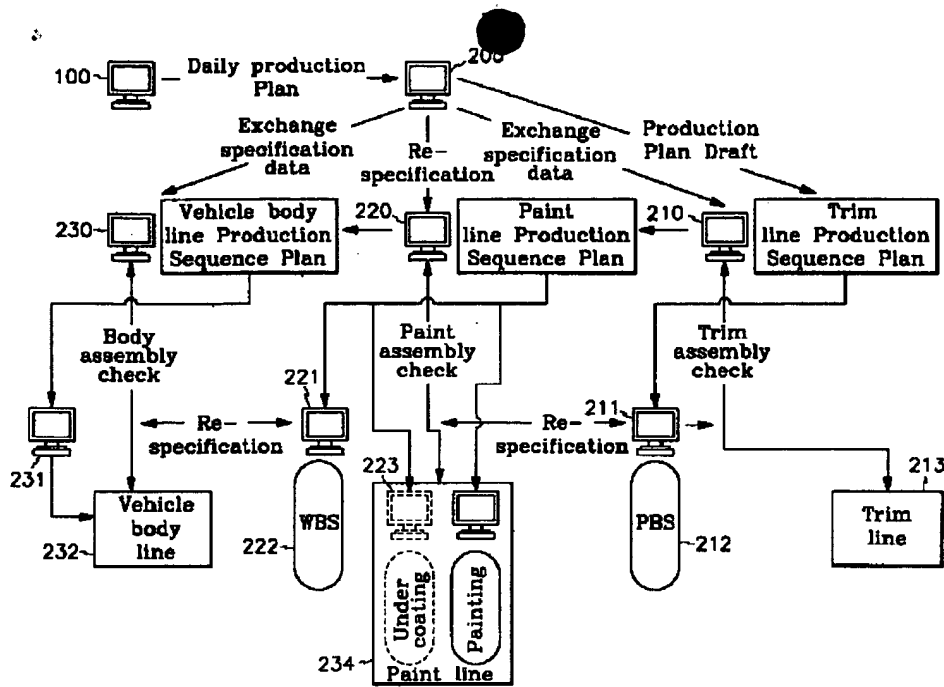 100
Daily production
Plan
200
Exchange
specification
data
Re-
specification
Exchange
specification
data
Production
Plan Draft
230
Vehicle body
line Production
Sequence Plan
220
Paint
line Production
Sequence Plan
210
Trim
line Production
Sequence Plan
Body
assembly
check
Paint
assembly
check
Trim
assembly
check
221
Re-
specification
231
211
Re-
specification
223
213
Vehicle
body
line
232
WBS
222
PBS
212
Trim
line
Under
coating
Painting
234
Paint line